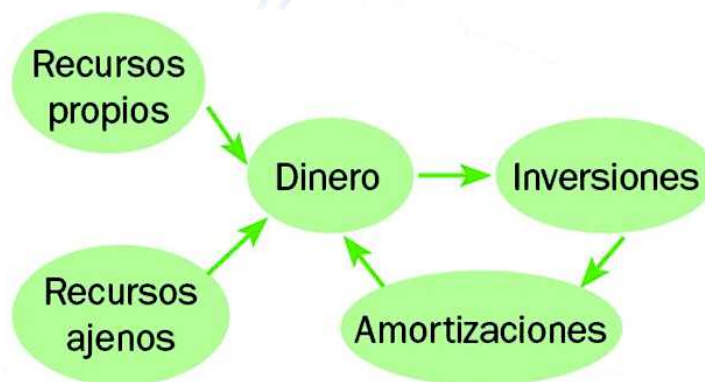 Recursos
propios
Dinero
Inversiones
Recursos
ajenos
Amortizaciones